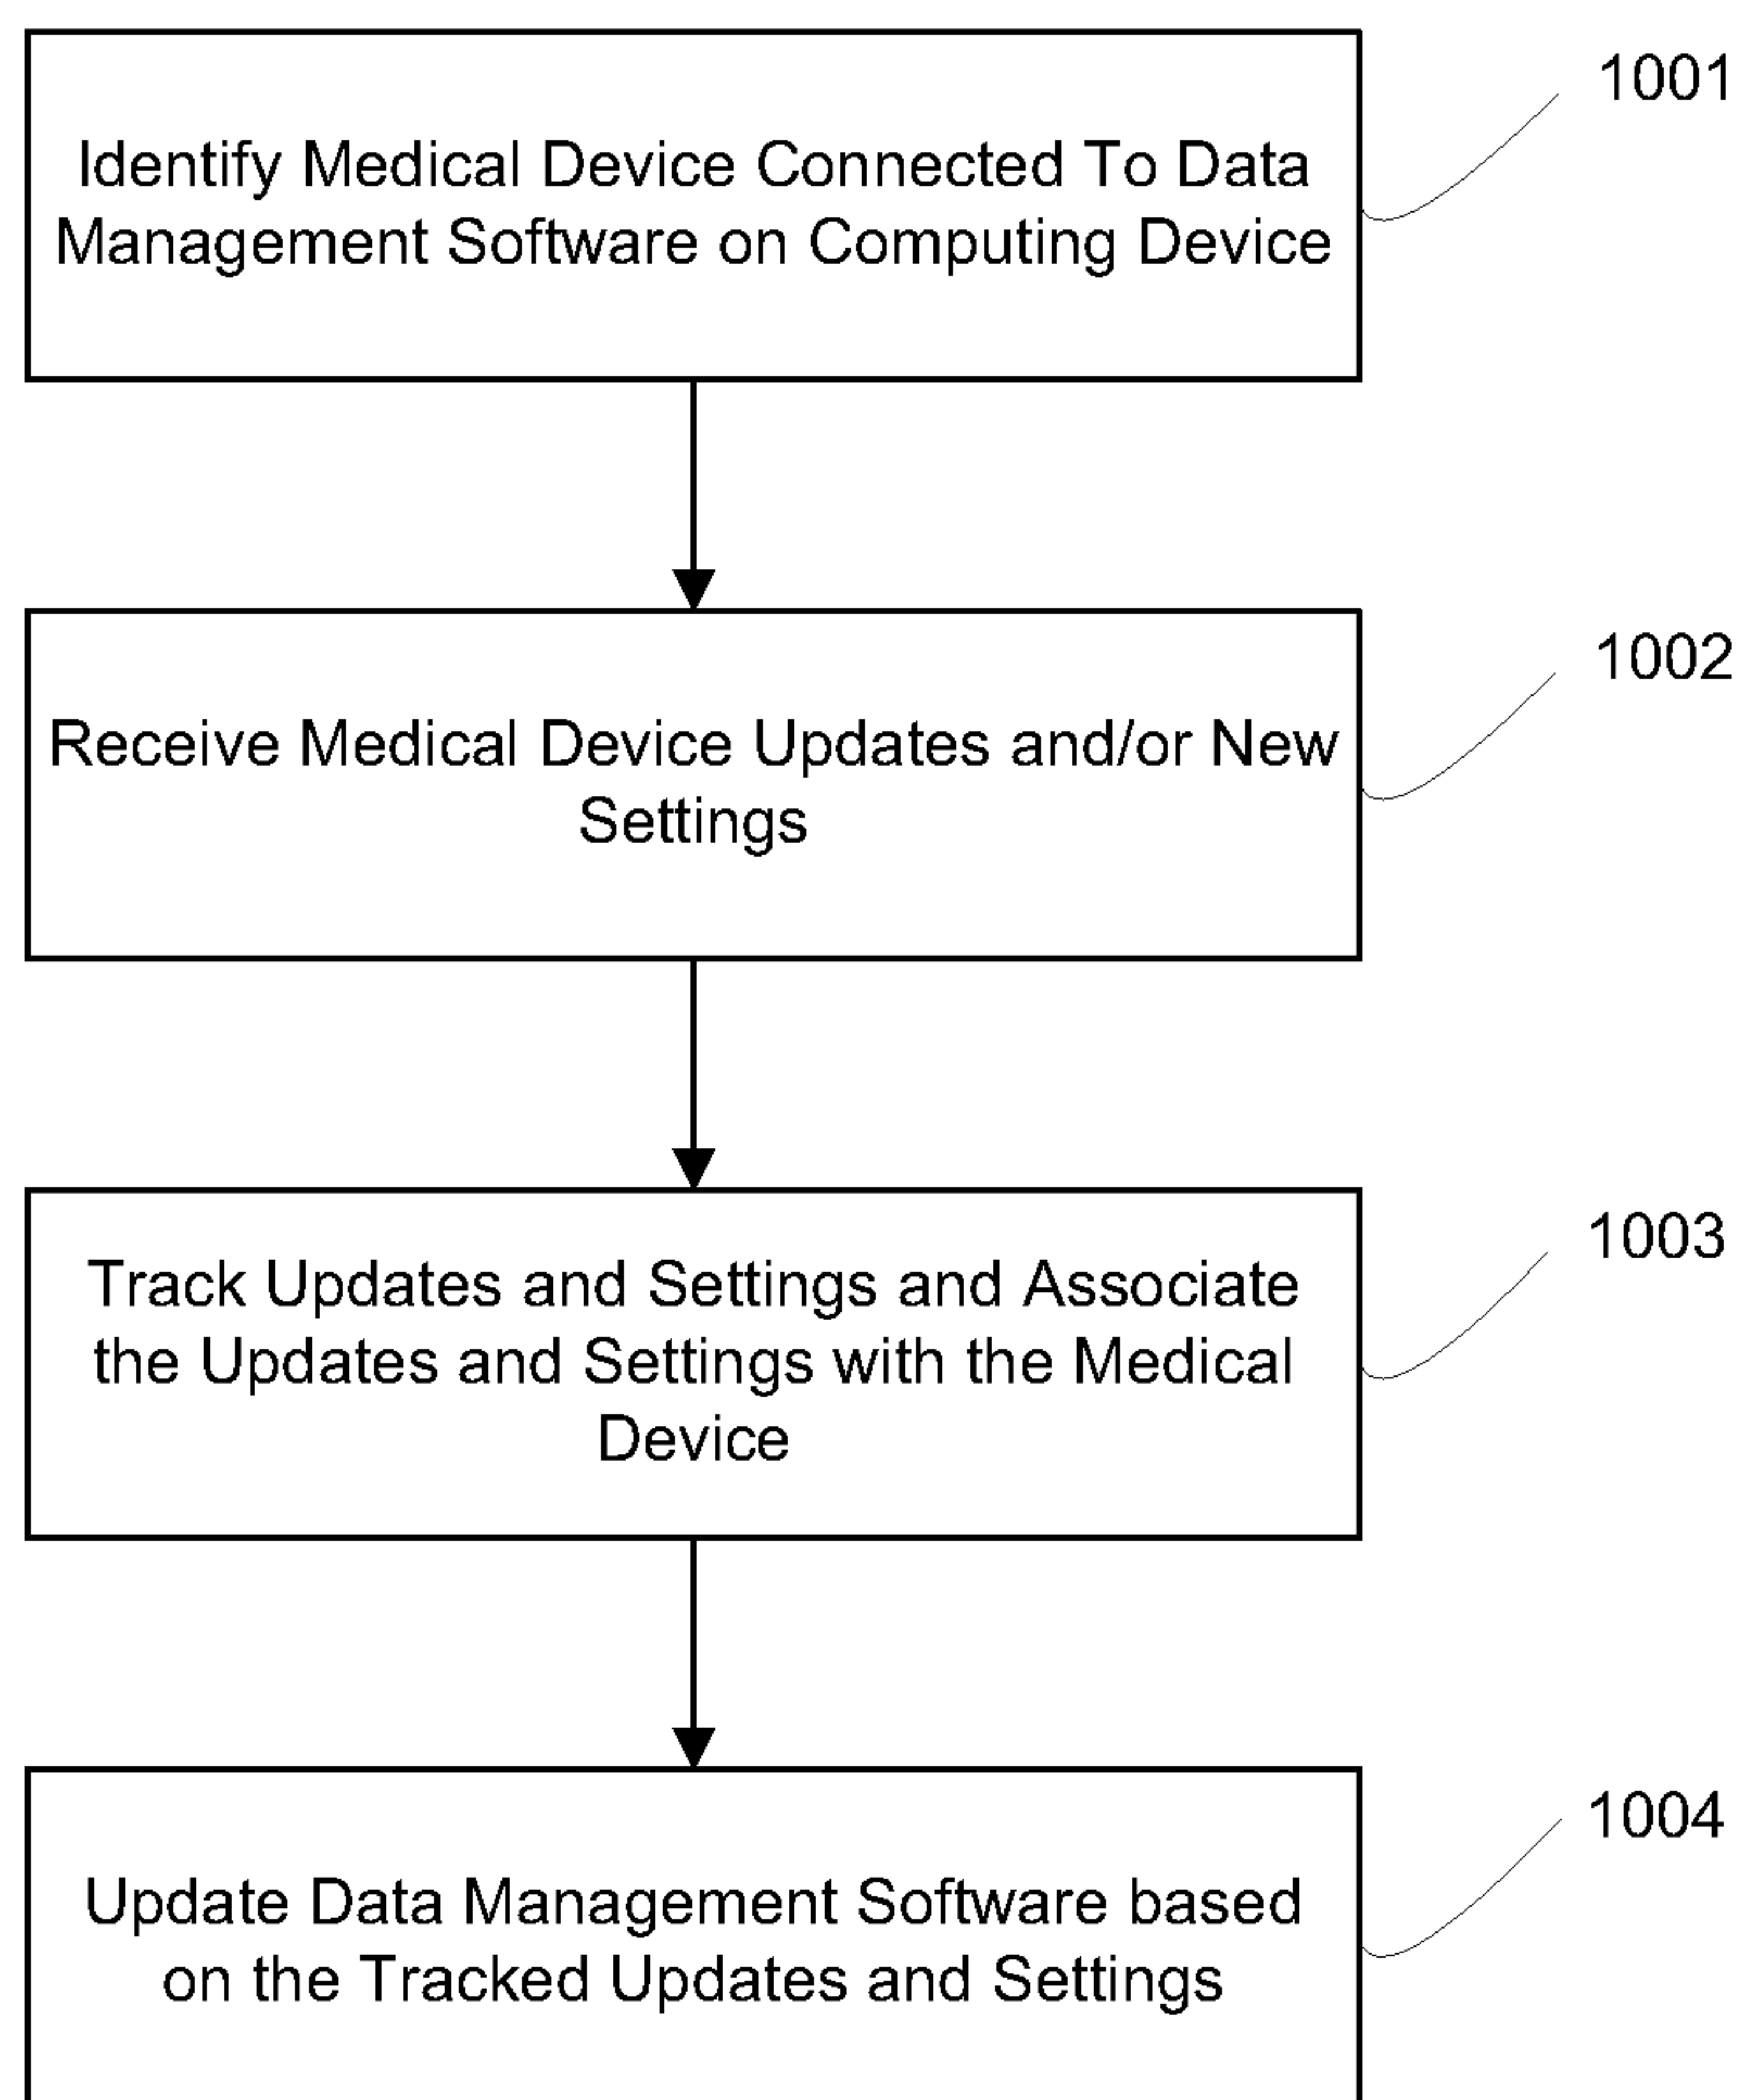 1001
Identify Medical Device Connected To Data
Management Software on Computing Device
1002
Receive Medical Device Updates and/or New
Settings
1003
Track Updates and Settings and Associate
the Updates and Settings with the Medical
Device
1004
Update Data Management Software based
on the Tracked Updates and Settings